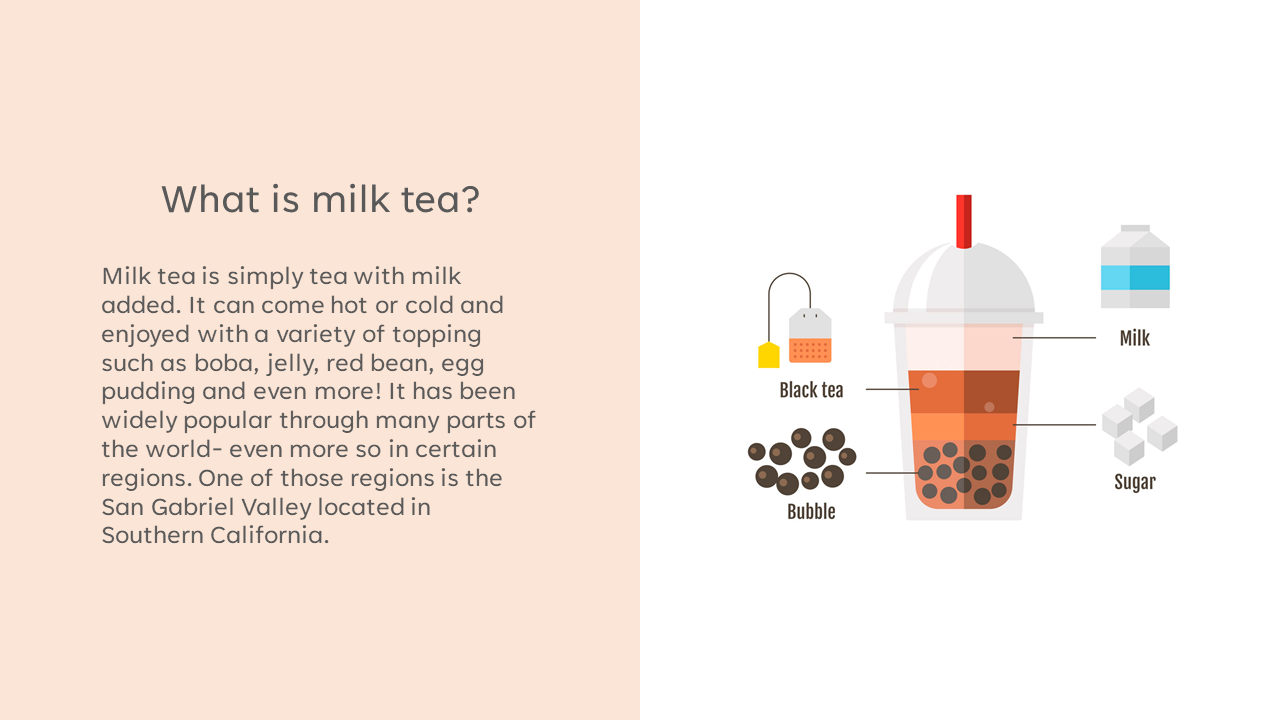 What is milk tea?
Milk tea is simply tea with milk
added. It can come hot or cold and
enjoyed with a variety of topping
such as boba, jelly, red bean, egg
pudding and even more! It has been
widely popular through many parts of
the world- even more so in certain
regions. One of those regions is the
San Gabriel Valley located in
Southern California.
Milk
Black tea
Sugar
Bubble